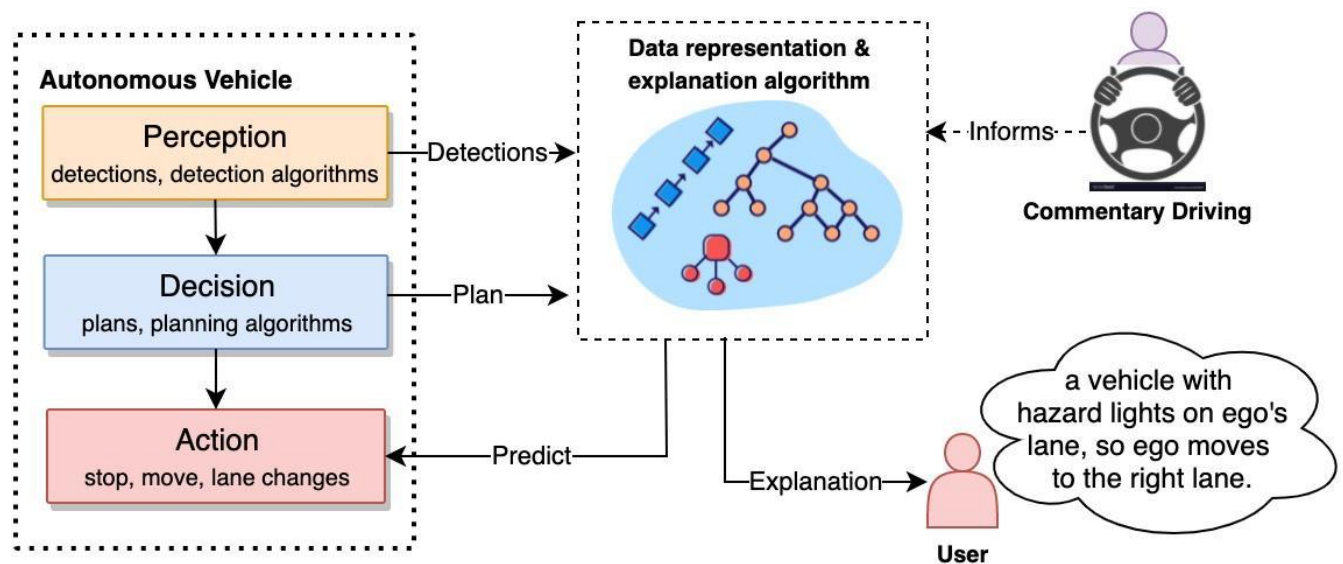 Autonomous Vehicle
Perception
detections, detection algorithms
Decision
plans, planning algorithms
Action
stop, move, lane changes
Detections
Plan
Predict
Data representation &
explanation algorithm
Informs
Commentary Driving
Explanation
User
a vehicle with
hazard lights on ego's
lane, so ego moves
to the right lane.